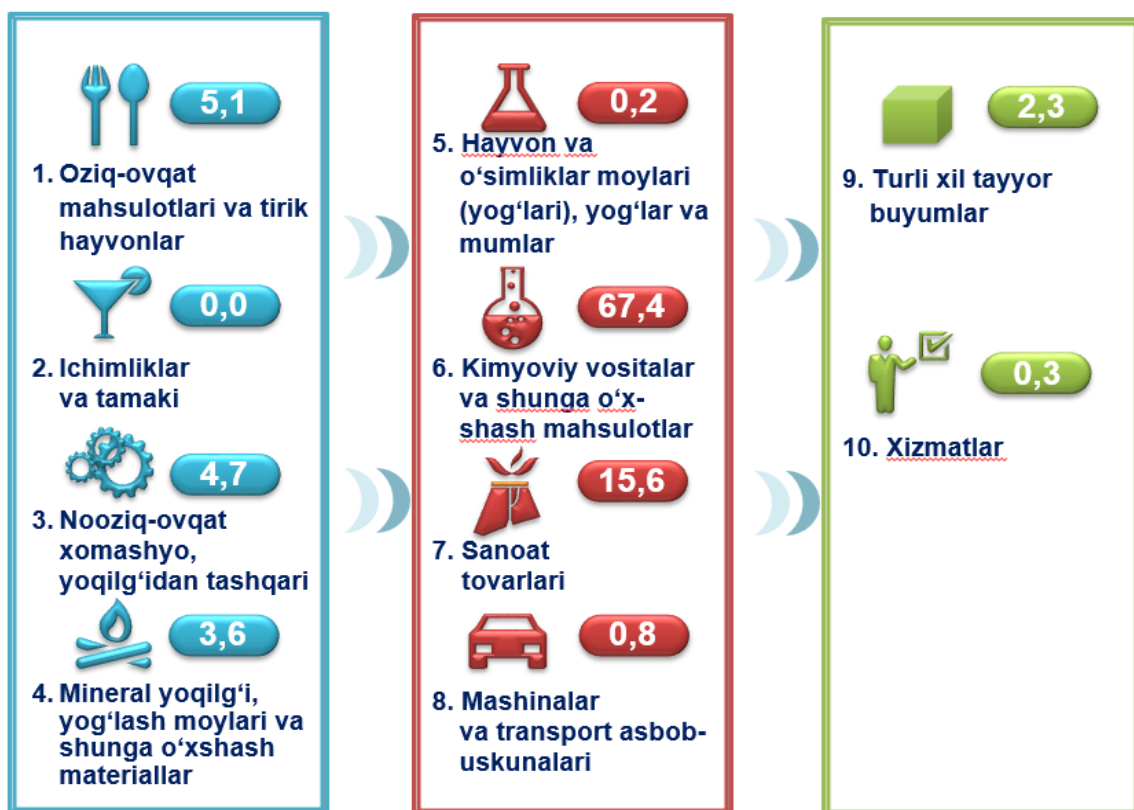 5,1
1. Oziq-ovqat
mahsulotlari va tirik
hayvonlar
0,0
2. Ichimliklar
va tamaki
4,7
3. Nooziq-ovqat
xomashyo,
yoqilg‘idan tashqari
3,6
4. Mineral yoqilg‘i,
yog‘lash moylari va
shunga o‘xshash
materiallar
0,2
5. Hayvon va
o‘simliklar moylari
(yog‘lari), yog‘lar va
mumlar
67,4
6. Kimyoviy vositalar
va shunga o‘x-
shash mahsulotlar
15,6
7. Sanoat
tovarlari
0,8
8. Mashinalar
va transport asbob-
uskunalari
2,3
9. Turli xil tayyor
buyumlar
0,3
10. Xizmatlar